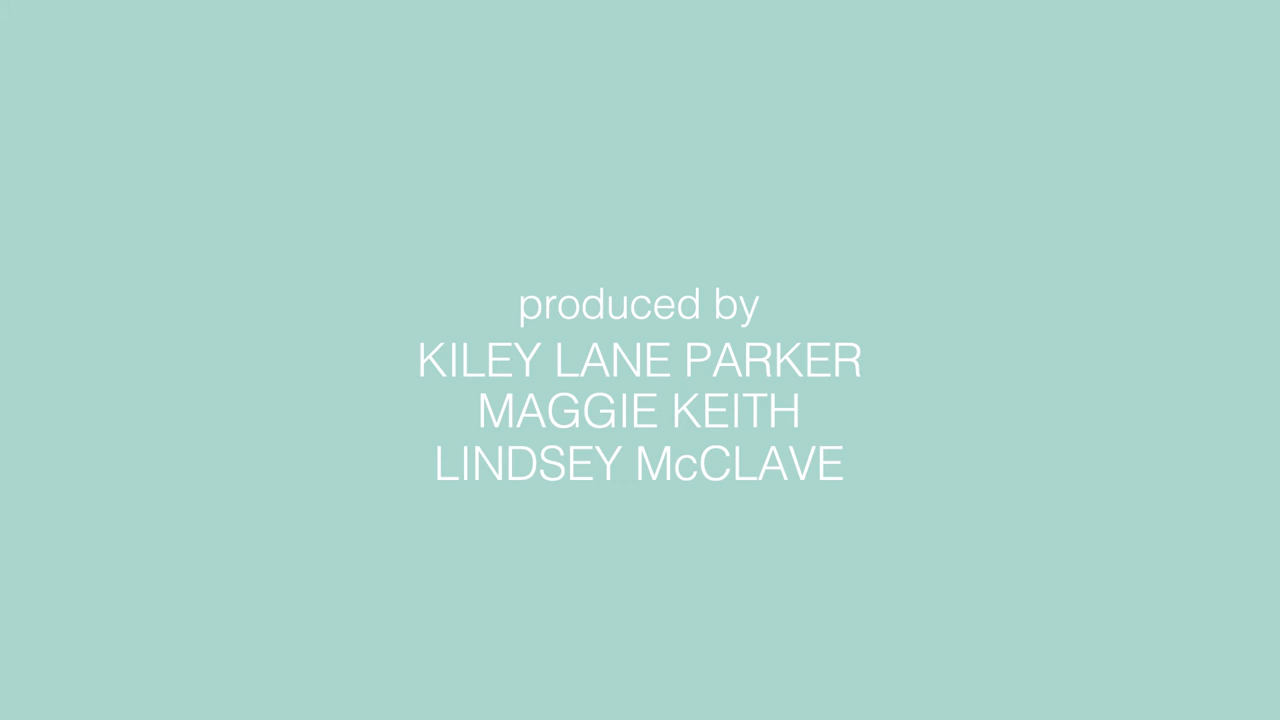 produced by
KILEY LANE PARKER
MAGGIE KEITH
LINDSEY McCLAVE